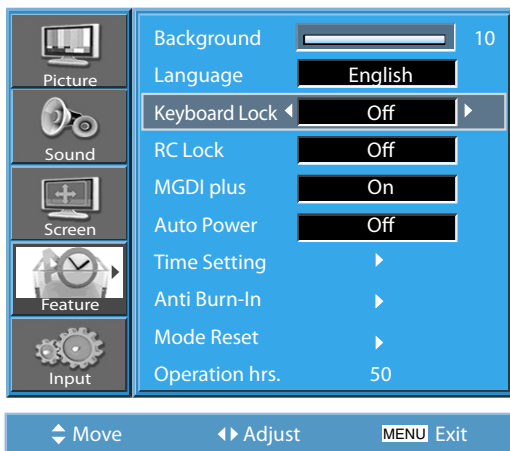 Picture
Sound
Screen
Feature
Input
Background 10
Language English
Keyboard Lock Off
RC Lock Off
MGDI plus On
Auto Power Off
Time Setting
Anti Burn-In
Mode Reset
Operation hrs. 50
Move Adjust MENU Exit